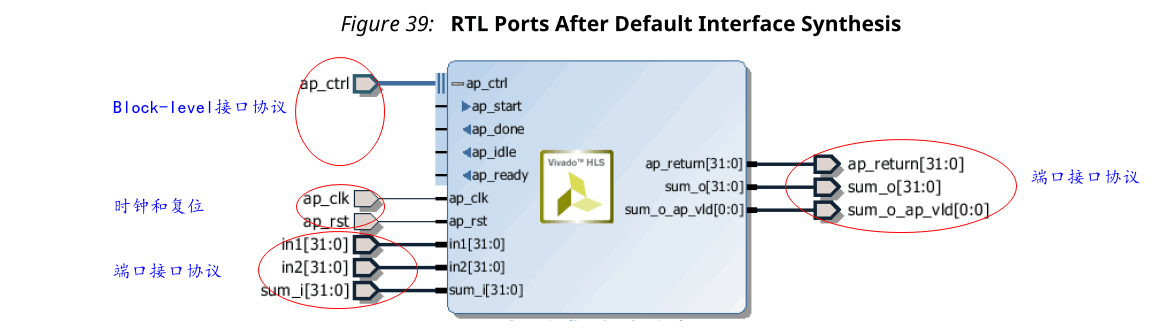 Figure 39: RTL Ports After Default Interface Synthesis
ap_ctrl
ap_ctrl
Block-level接口协议
ap_start
ap_done
ap_idle
ap_ready
Vivado™ HLS
ap_return[31:0]
sum_o[31:0]
sum_o_ap_vld[0:0]
ap_return[31:0]
sum_o[31:0]
sum_o_ap_vld[0:0]
端口接口协议
时钟和复位
ap_clk
ap_clk
ap_rst
ap_rst
端口接口协议
in1[31:0]
in1[31:0]
in2[31:0]
in2[31:0]
sum_i[31:0]
sum_i[31:0]